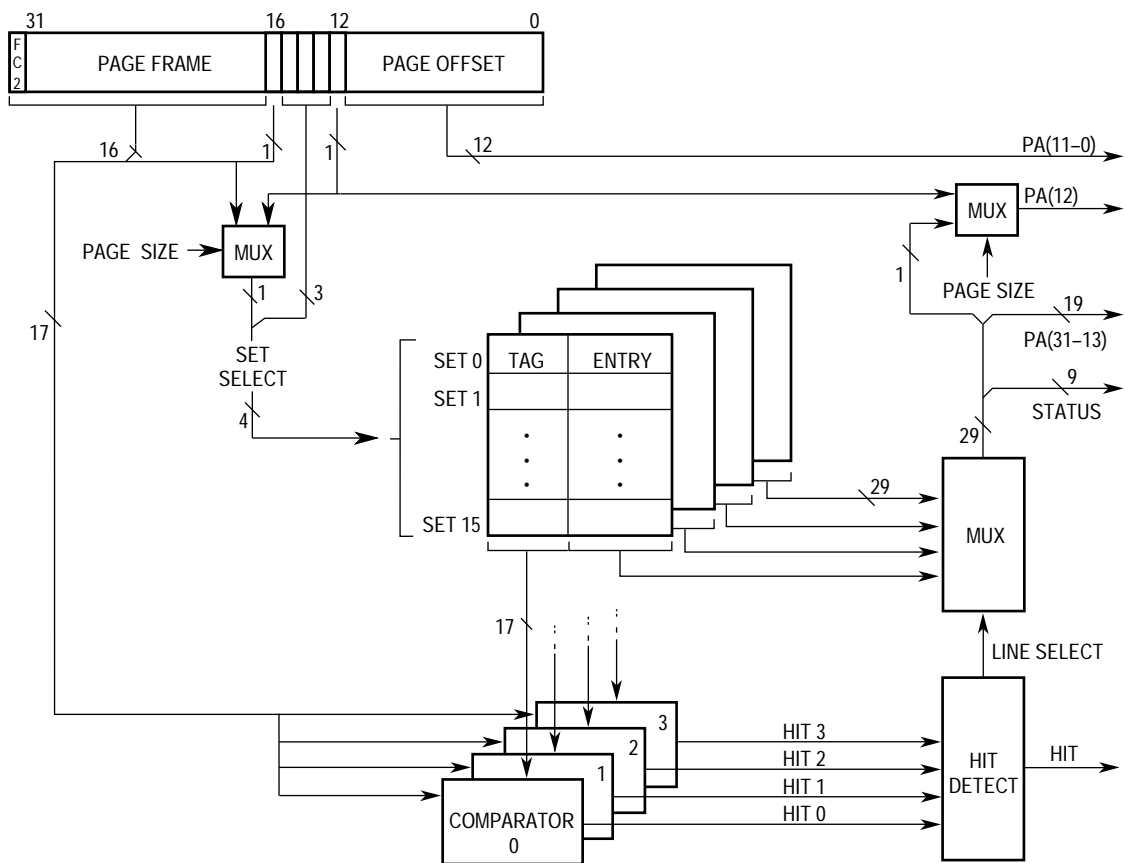 31 16 12 0
F
C
2
PAGE FRAME
PAGE OFFSET
16 1 1 12
PA(11–0)
MUX
PA(12)
PAGE SIZE
MUX
1
PAGE SIZE
1 3
17
19
PA(31–13)
SET
SELECT
4
SET 0
TAG
ENTRY
SET 1
9
STATUS
29
SET 15
29
MUX
17
LINE SELECT
3
2
1
COMPARATOR
0
HIT 3
HIT 2
HIT 1
HIT 0
HIT
DETECT
HIT